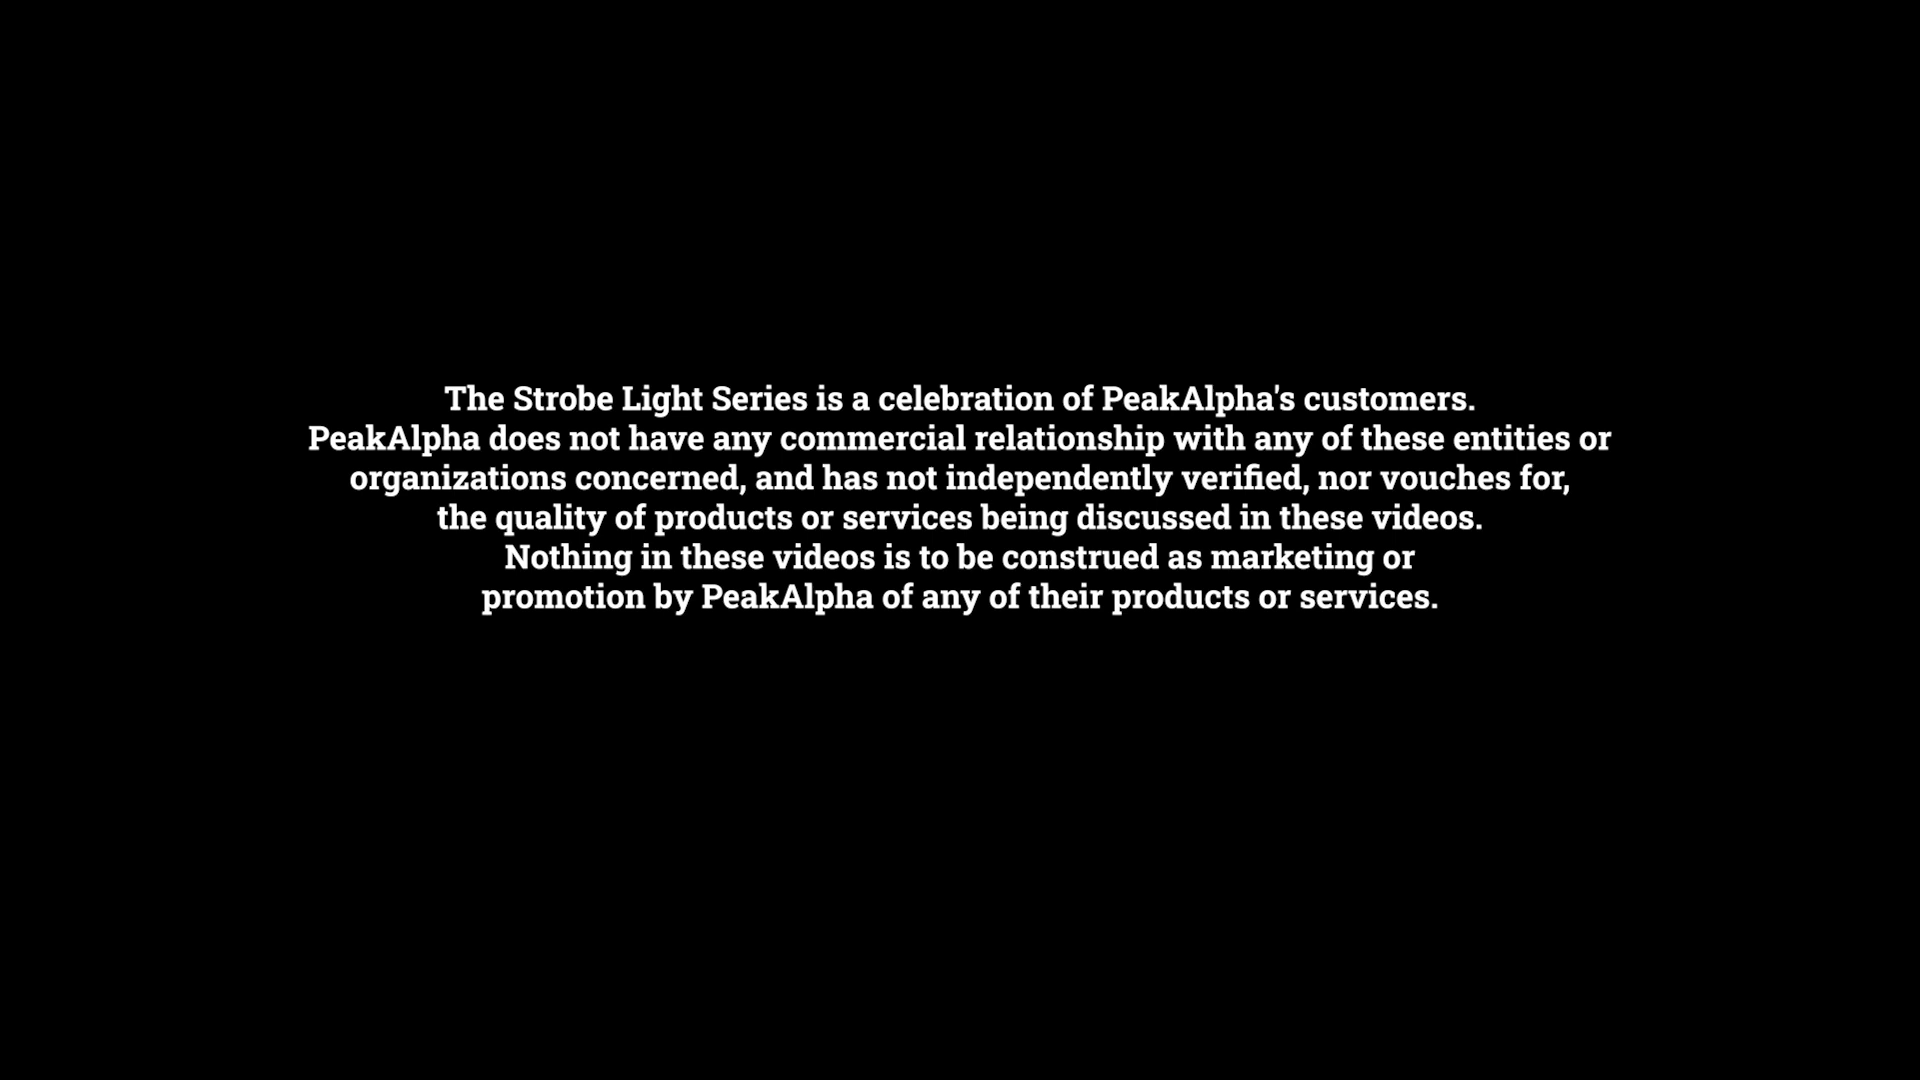 The Strobe Light Series is a celebration of PeakAlpha's customers.
PeakAlpha does not have any commercial relationship with any of these entities or
organizations concerned, and has not independently verified, nor vouches for,
the quality of products or services being discussed in these videos.
Nothing in these videos is to be construed as marketing or
promotion by PeakAlpha of any of their products or services.